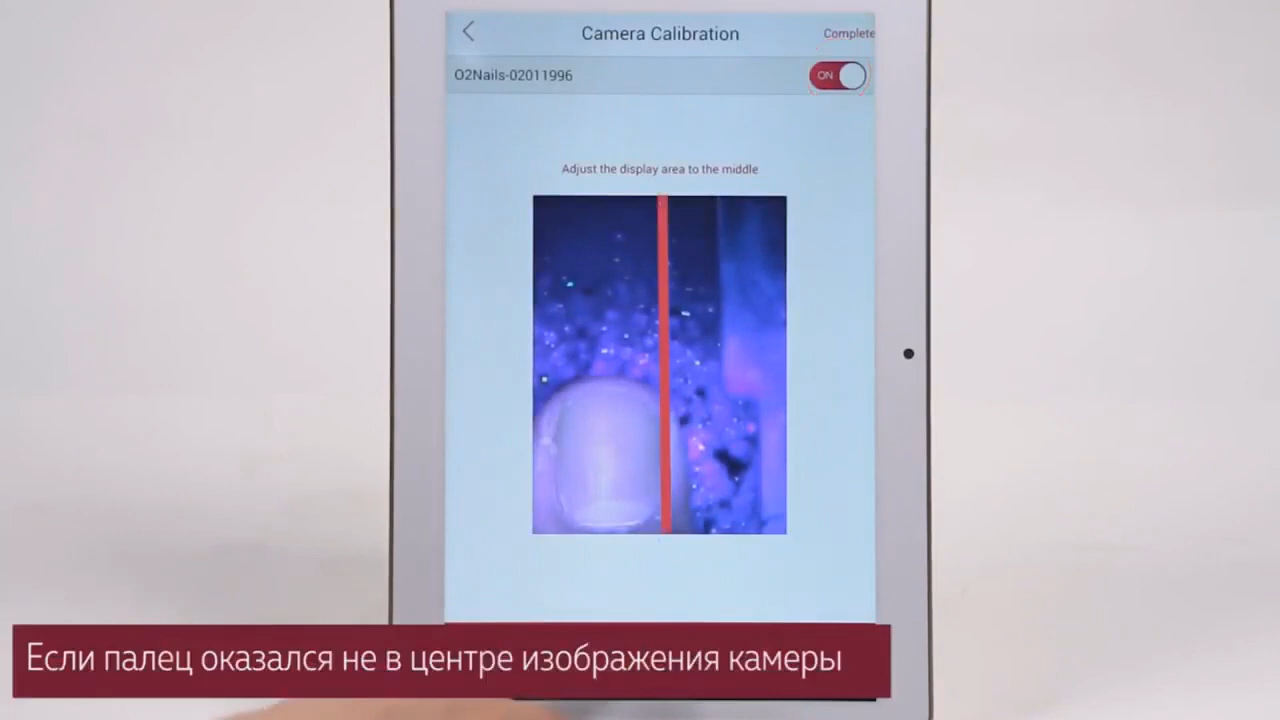 Camera Calibration
Complete
O2Nails-02011996
ON
Adjust the display area to the middle
Если палец оказался не в центре изображения камеры